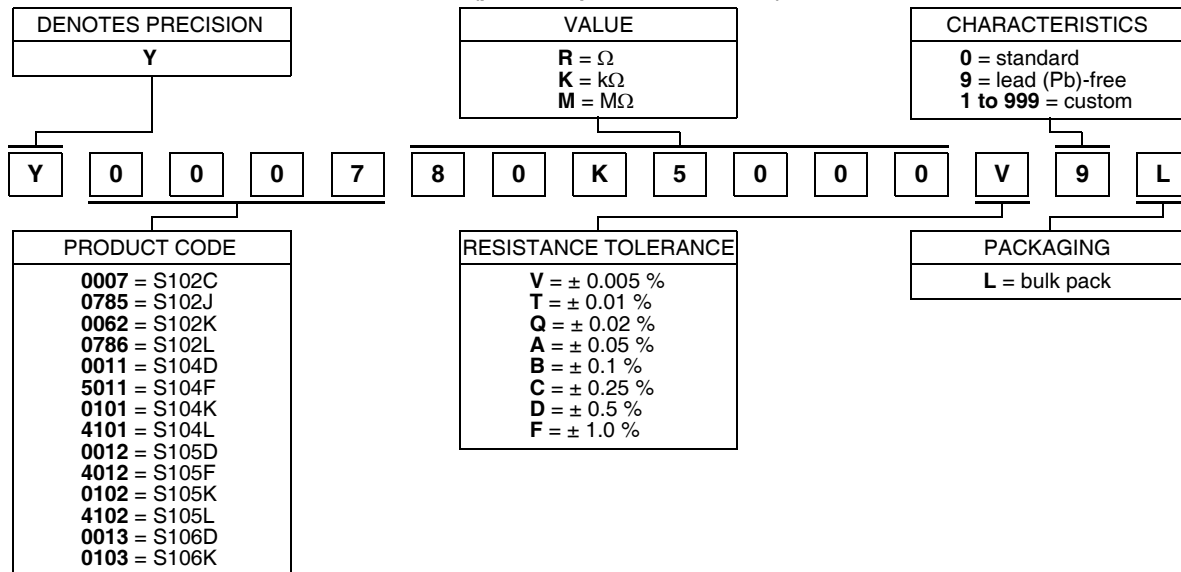 DENOTES PRECISION
Y
VALUE
R = Ω
K = kΩ
M = MΩ
CHARACTERISTICS
0 = standard
9 = lead (Pb)-free
1 to 999 = custom
Y 0 0 0 7 8 0 K 5 0 0 0 V 9 L
PRODUCT CODE
0007 = S102C
0785 = S102J
0062 = S102K
0786 = S102L
0011 = S104D
5011 = S104F
0101 = S104K
4101 = S104L
0012 = S105D
4012 = S105F
0102 = S105K
4102 = S105L
0013 = S106D
0103 = S106K
RESISTANCE TOLERANCE
V = ± 0.005 %
T = ± 0.01 %
Q = ± 0.02 %
A = ± 0.05 %
B = ± 0.1 %
C = ± 0.25 %
D = ± 0.5 %
F = ± 1.0 %
PACKAGING
L = bulk pack